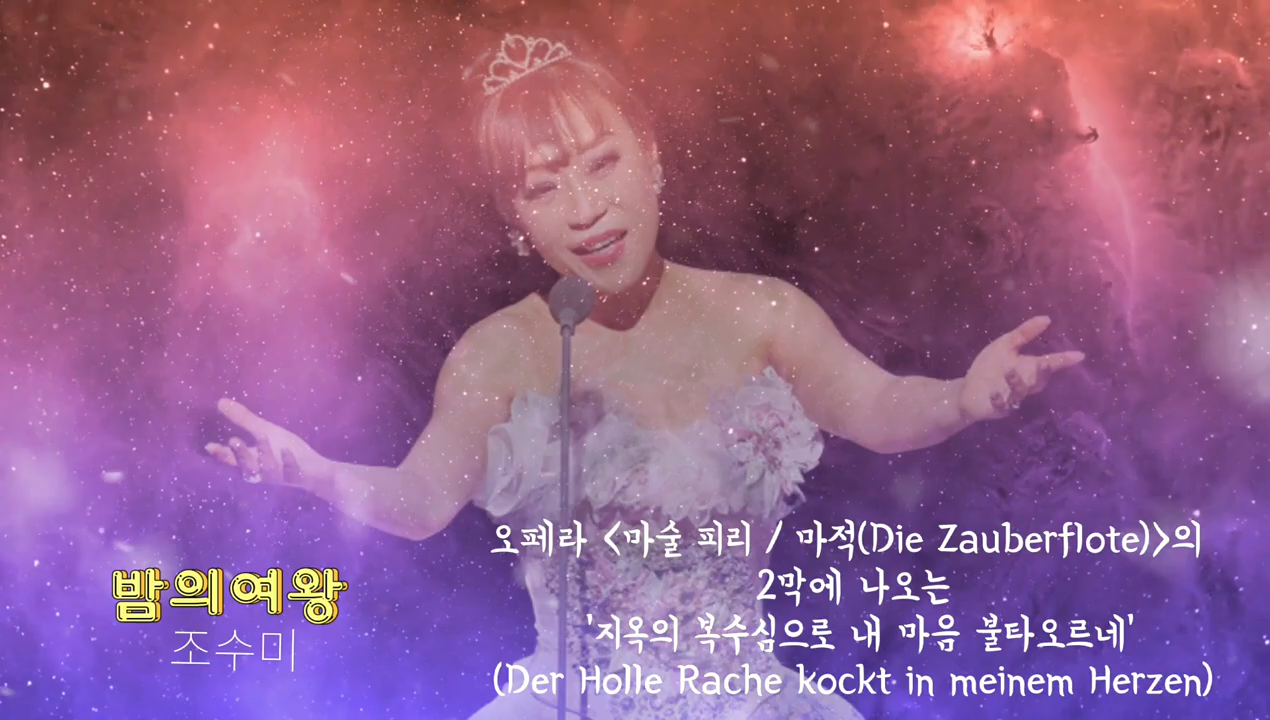 오페라 <마술 피리 / 마적(Die Zauberflote)>의
2막에 나오는
'지옥의 복수심으로 내 마음 불타오르네'
(Der Holle Rache kockt in meinem Herzen)
밤의여왕
조수미